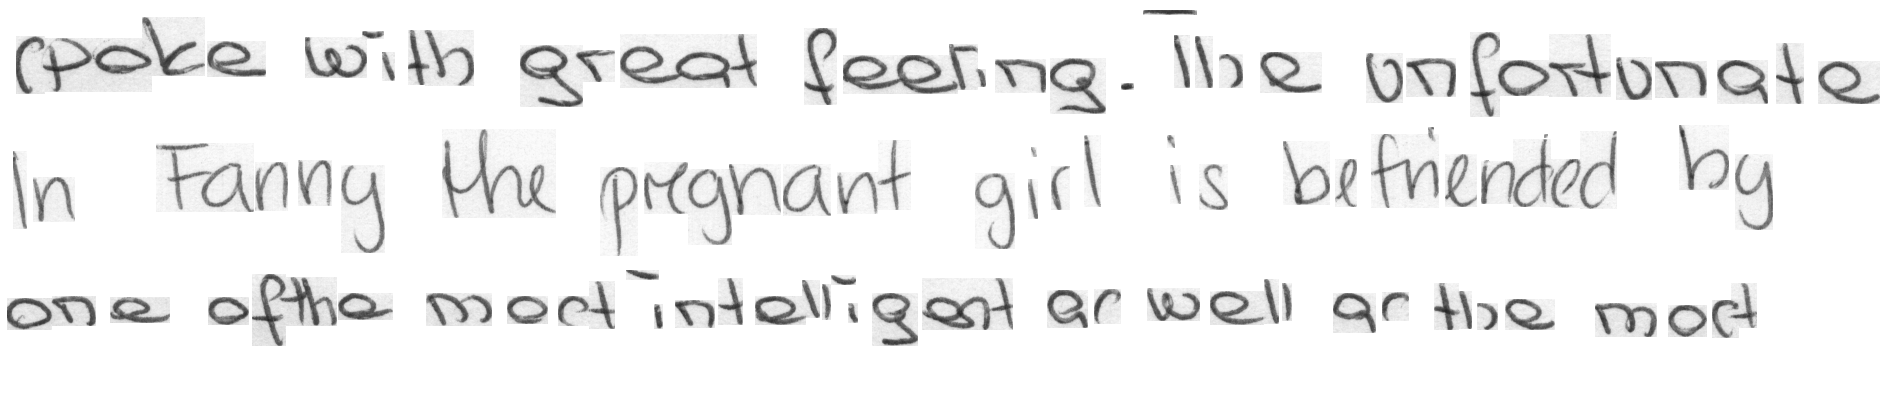 spoke with great feeling. The unfortunate
In Fanny the pregnant girl is befriended by
one of the most intelligent as well as the most